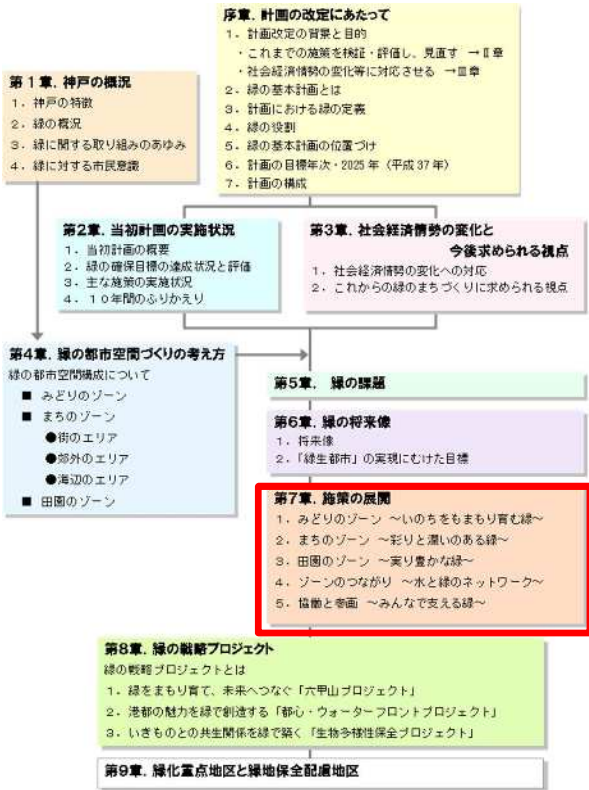 序章．計画の改定にあたって
1．計画改定の背景と目的
・これまでの施策を検証・評価し、見直す →Ⅱ章
・社会経済情勢の変化等に対応させる →Ⅲ章
2．緑の基本計画とは
3．計画における緑の定義
4．緑の役割
5．緑の基本計画の位置づけ
6．計画の目標年次・2025年（平成37年）
7．計画の構成
第1章．神戸の概況
1．神戸の特徴
2．緑の概況
3．緑に関する取り組みのあゆみ
4．緑に対する市民意識
第2章．当初計画の実施状況
1．当初計画の概要
2．緑の確保目標の達成状況と評価
3．主な施策の実施状況
4．10年間のふりかえり
第3章．社会経済情勢の変化と
今後求められる視点
1．社会経済情勢の変化への対応
2．これからの緑のまちづくりに求められる視点
第4章．緑の都市空間づくりの考え方
緑の都市空間構成について
■ みどりのゾーン
■ まちのゾーン
●街のエリア
●郊外のエリア
●海辺のエリア
■ 田園のゾーン
第5章． 緑の課題
第6章．緑の将来像
1．将来像
2．「緑生都市」の実現にむけた目標
第7章．施策の展開
1．みどりのゾーン ～いのちをもまもり育む緑～
2．まちのゾーン ～彩りと潤いのある緑～
3．田園のゾーン ～実り豊かな緑～
4．ゾーンのつながり ～水と緑のネットワーク～
5．協働と参画 ～みんなで支える緑～
第8章．緑の戦略プロジェクト
緑の戦略プロジェクトとは
1．緑をまもり育て、未来へつなぐ「六甲山プロジェクト」
2．港都の魅力を緑で創造する「都心・ウォーターフロントプロジェクト」
3．いきものとの共生関係を緑で築く「生物多様性保全プロジェクト」
第9章．緑化重点地区と緑地保全配慮地区